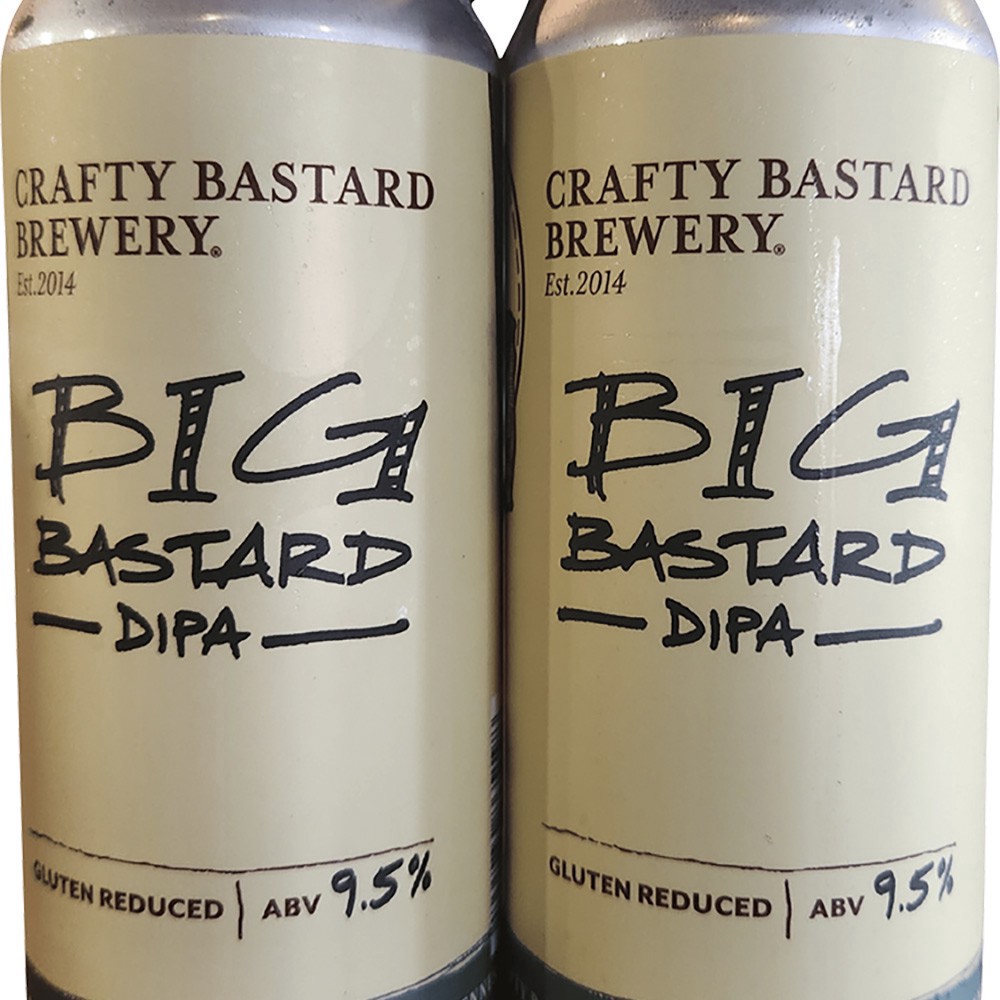 CRAFTY BASTARD
BREWERY®
Est.2014
BIG
BASTARD
— DIPA —
GLUTEN REDUCED | ABV 9.5%
CRAFTY BASTARD
BREWERY®
Est.2014
BIG
BASTARD
— DIPA —
GLUTEN REDUCED | ABV 9.5%